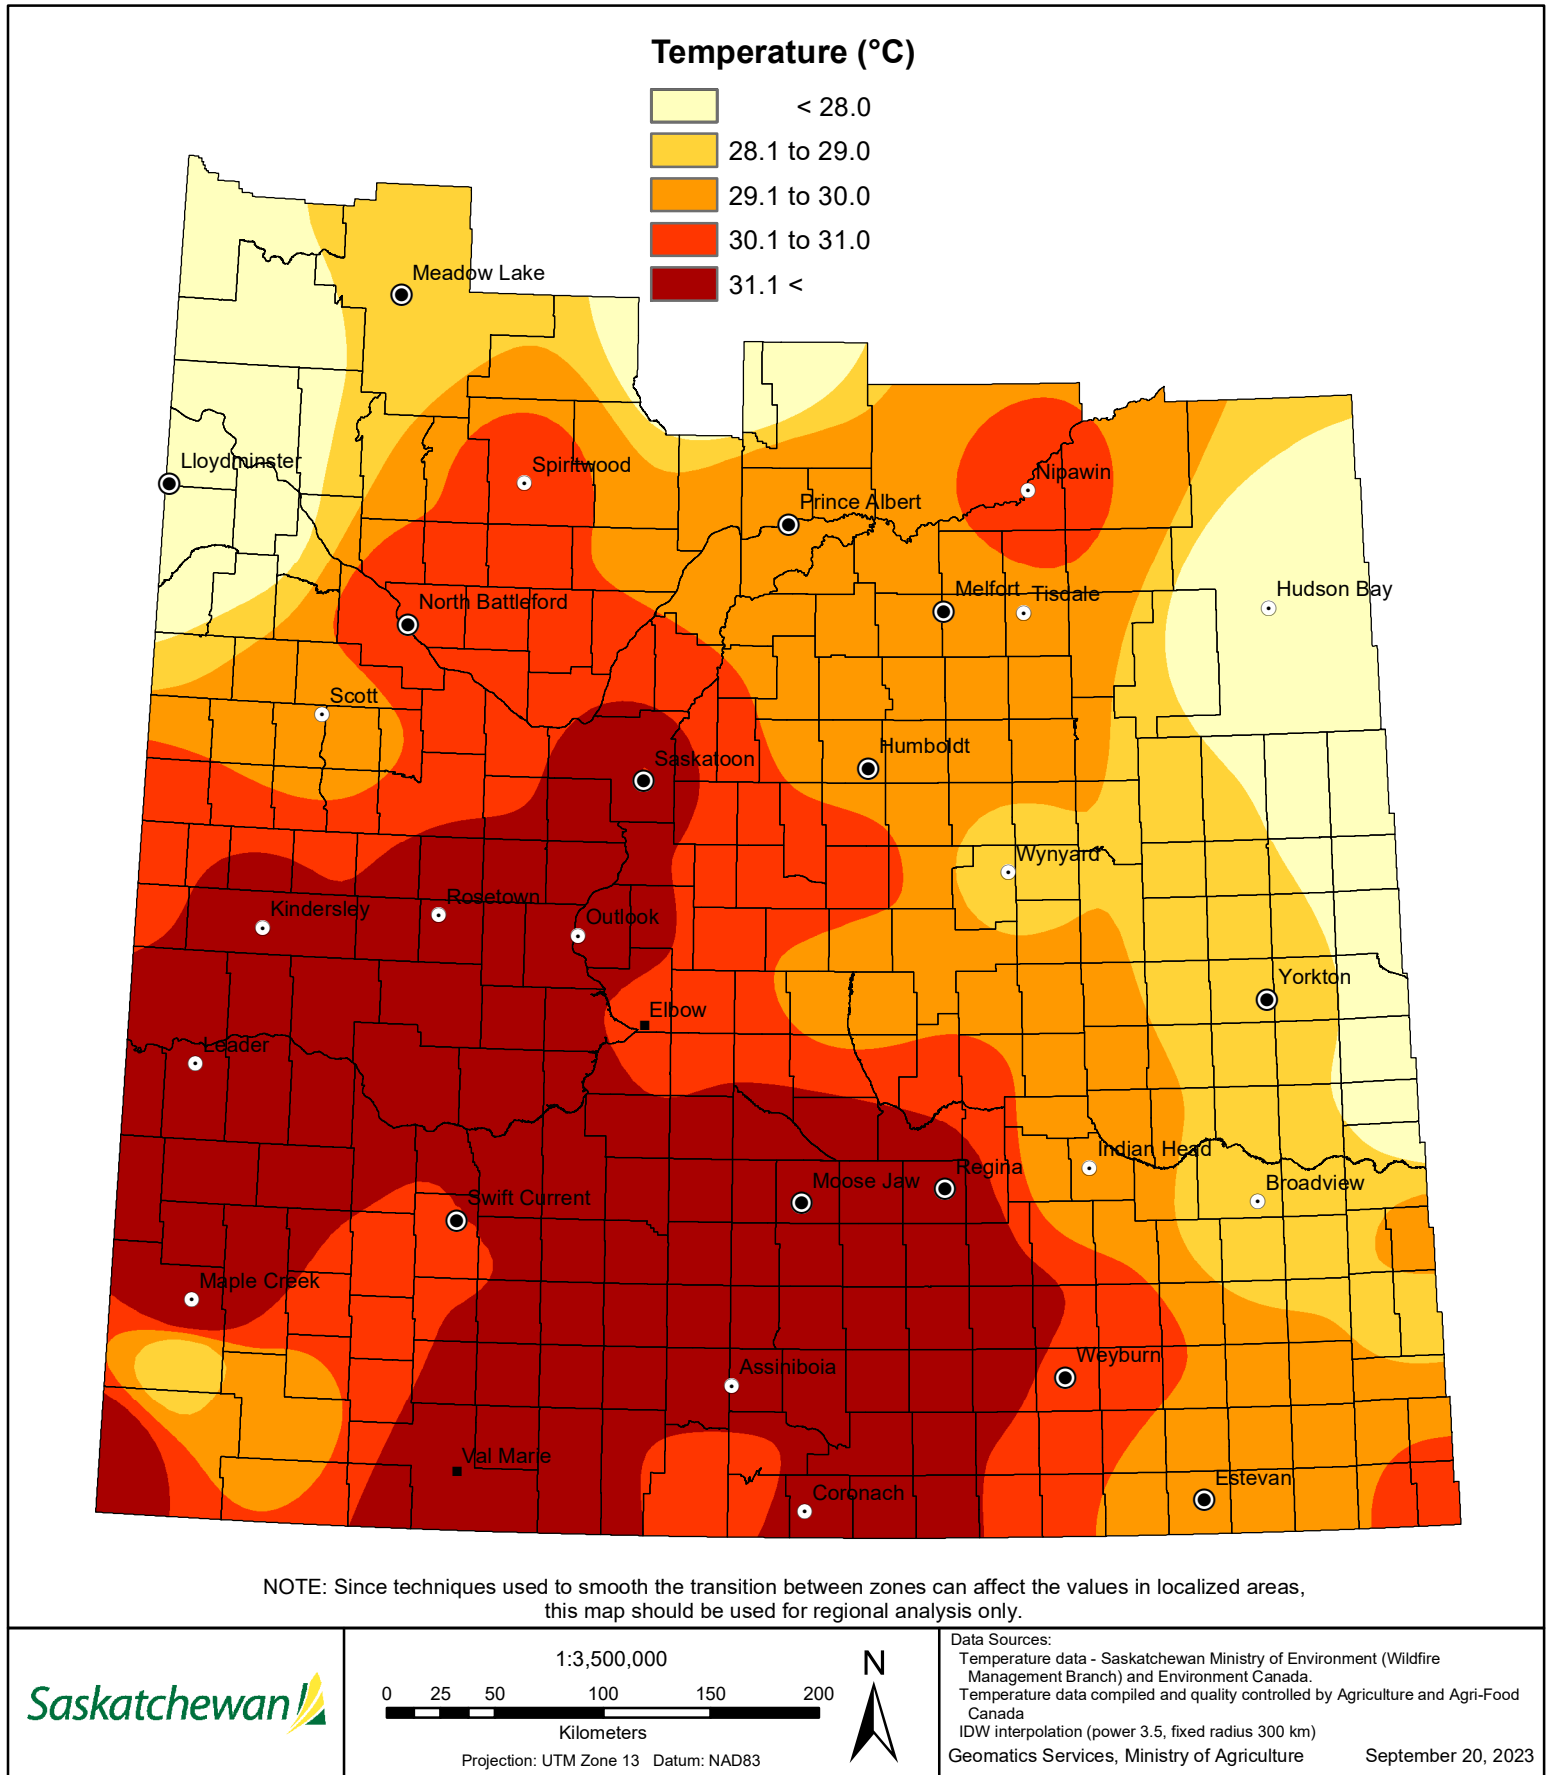 Temperature (°C)
< 28.0
28.1 to 29.0
29.1 to 30.0
30.1 to 31.0
31.1 <
Meadow Lake
Lloydminster
Spiritwood
Nipawin
Prince Albert
Hudson Bay
Melfort
Tisdale
North Battleford
Scott
Humboldt
Saskatoon
Wynyard
Rosetown
Kindersley
Outlook
Yorkton
Elbow
Leader
Indian Head
Regina
Moose Jaw
Broadview
Swift Current
Maple Creek
Weyburn
Assiniboia
Val Marie
Estevan
Coronach
NOTE: Since techniques used to smooth the transition between zones can affect the values in localized areas,
this map should be used for regional analysis only.
Saskatchewan
1:3,500,000
0 25 50 100 150 200
Kilometers
Projection: UTM Zone 13 Datum: NAD83
N
Data Sources:
Temperature data - Saskatchewan Ministry of Environment (Wildfire
Management Branch) and Environment Canada.
Temperature data compiled and quality controlled by Agriculture and Agri-Food
Canada
IDW interpolation (power 3.5, fixed radius 300 km)
Geomatics Services, Ministry of Agriculture September 20, 2023